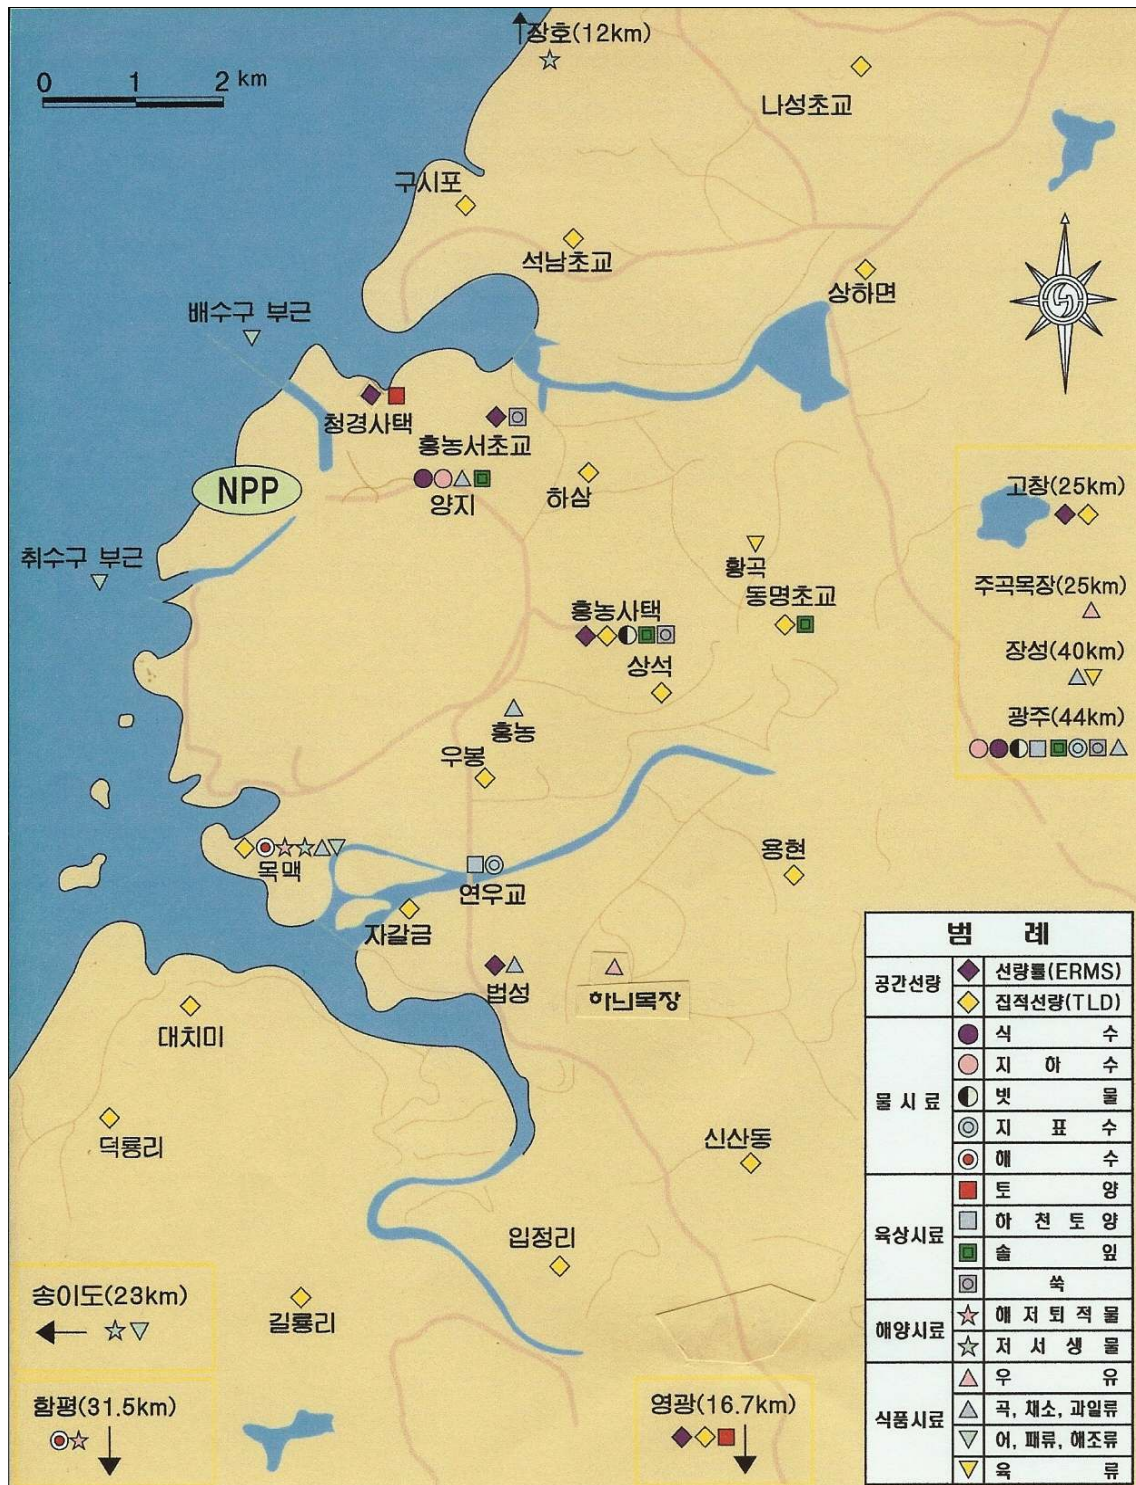 장호(12km)
0 1 2 km
나성초교
구시포
석남초교
상하면
배수구 부근
청경사택
홍농서초교
NPP
양지
하삼
고창(25km)
취수구 부근
황곡
주곡목장(25km)
동명초교
홍농사택
장성(40km)
상석
광주(44km)
홍농
우봉
용현
목맥
연우교
자갈금
법성
하늬목장
대치미
덕룡리
신산동
입정리
송이도(23km)
길룡리
함평(31.5km)
영광(16.7km)
범 례
공간선량
선량률(ERMS)
집적선량(TLD)
물 시 료
식 수
지 하 수
빗 물
지 표 수
해 수
육상시료
토 양
하 천 토 양
솔 잎
쑥
해양시료
해 저 퇴 적 물
저 서 생 물
식품시료
우 유
곡, 채소, 과일류
어, 패류, 해조류
육 류